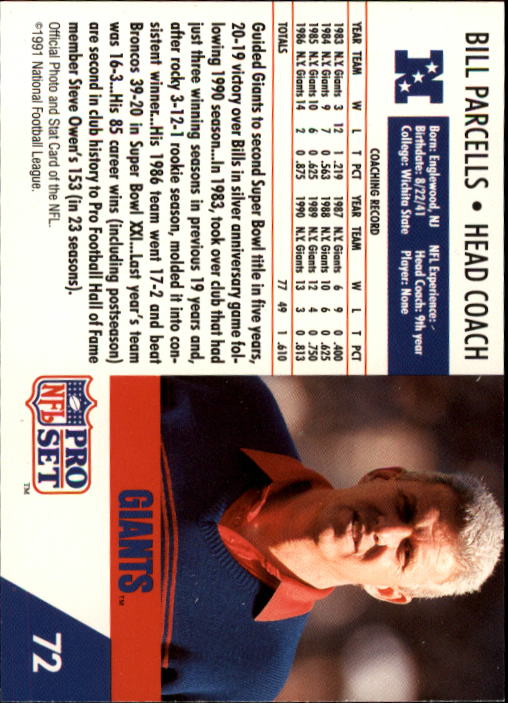 BILL PARCELLS • HEAD COACH
N
Born: Englewood, NJ NFL Experience: -
Birthdate: 8/22/41 Head Coach: 9th year
College: Wichita State Player: None
COACHING RECORD
YEAR TEAM W L T PCT YEAR TEAM W L T PCT
1983 N.Y. Giants 3 12 1 .219 1987 N.Y. Giants 6 9 0 .400
1984 N.Y. Giants 9 7 0 .563 1988 N.Y. Giants 10 6 0 .625
1985 N.Y. Giants 10 6 0 .625 1989 N.Y. Giants 12 4 0 .750
1986 N.Y. Giants 14 2 0 .875 1990 N.Y. Giants 13 3 0 .813
TOTALS 77 49 1 .610
Guided Giants to second Super Bowl title in five years,
20-19 victory over Bills in silver anniversary game fol-
lowing 1990 season...In 1983, took over club that had
just three winning seasons in previous 19 years and,
after rocky 3-12-1 rookie season, molded it into con-
sistent winner...His 1986 team went 17-2 and beat
Broncos 39-20 in Super Bowl XXI...Last year's team
was 16-3...His 85 career wins (including postseason)
are second in club history to Pro Football Hall of Fame
member Steve Owen's 153 (in 23 seasons).
Official Photo and Stat Card of the NFL.
©1991 National Football League.
GIANTS™
PRO
NFL SET™
72